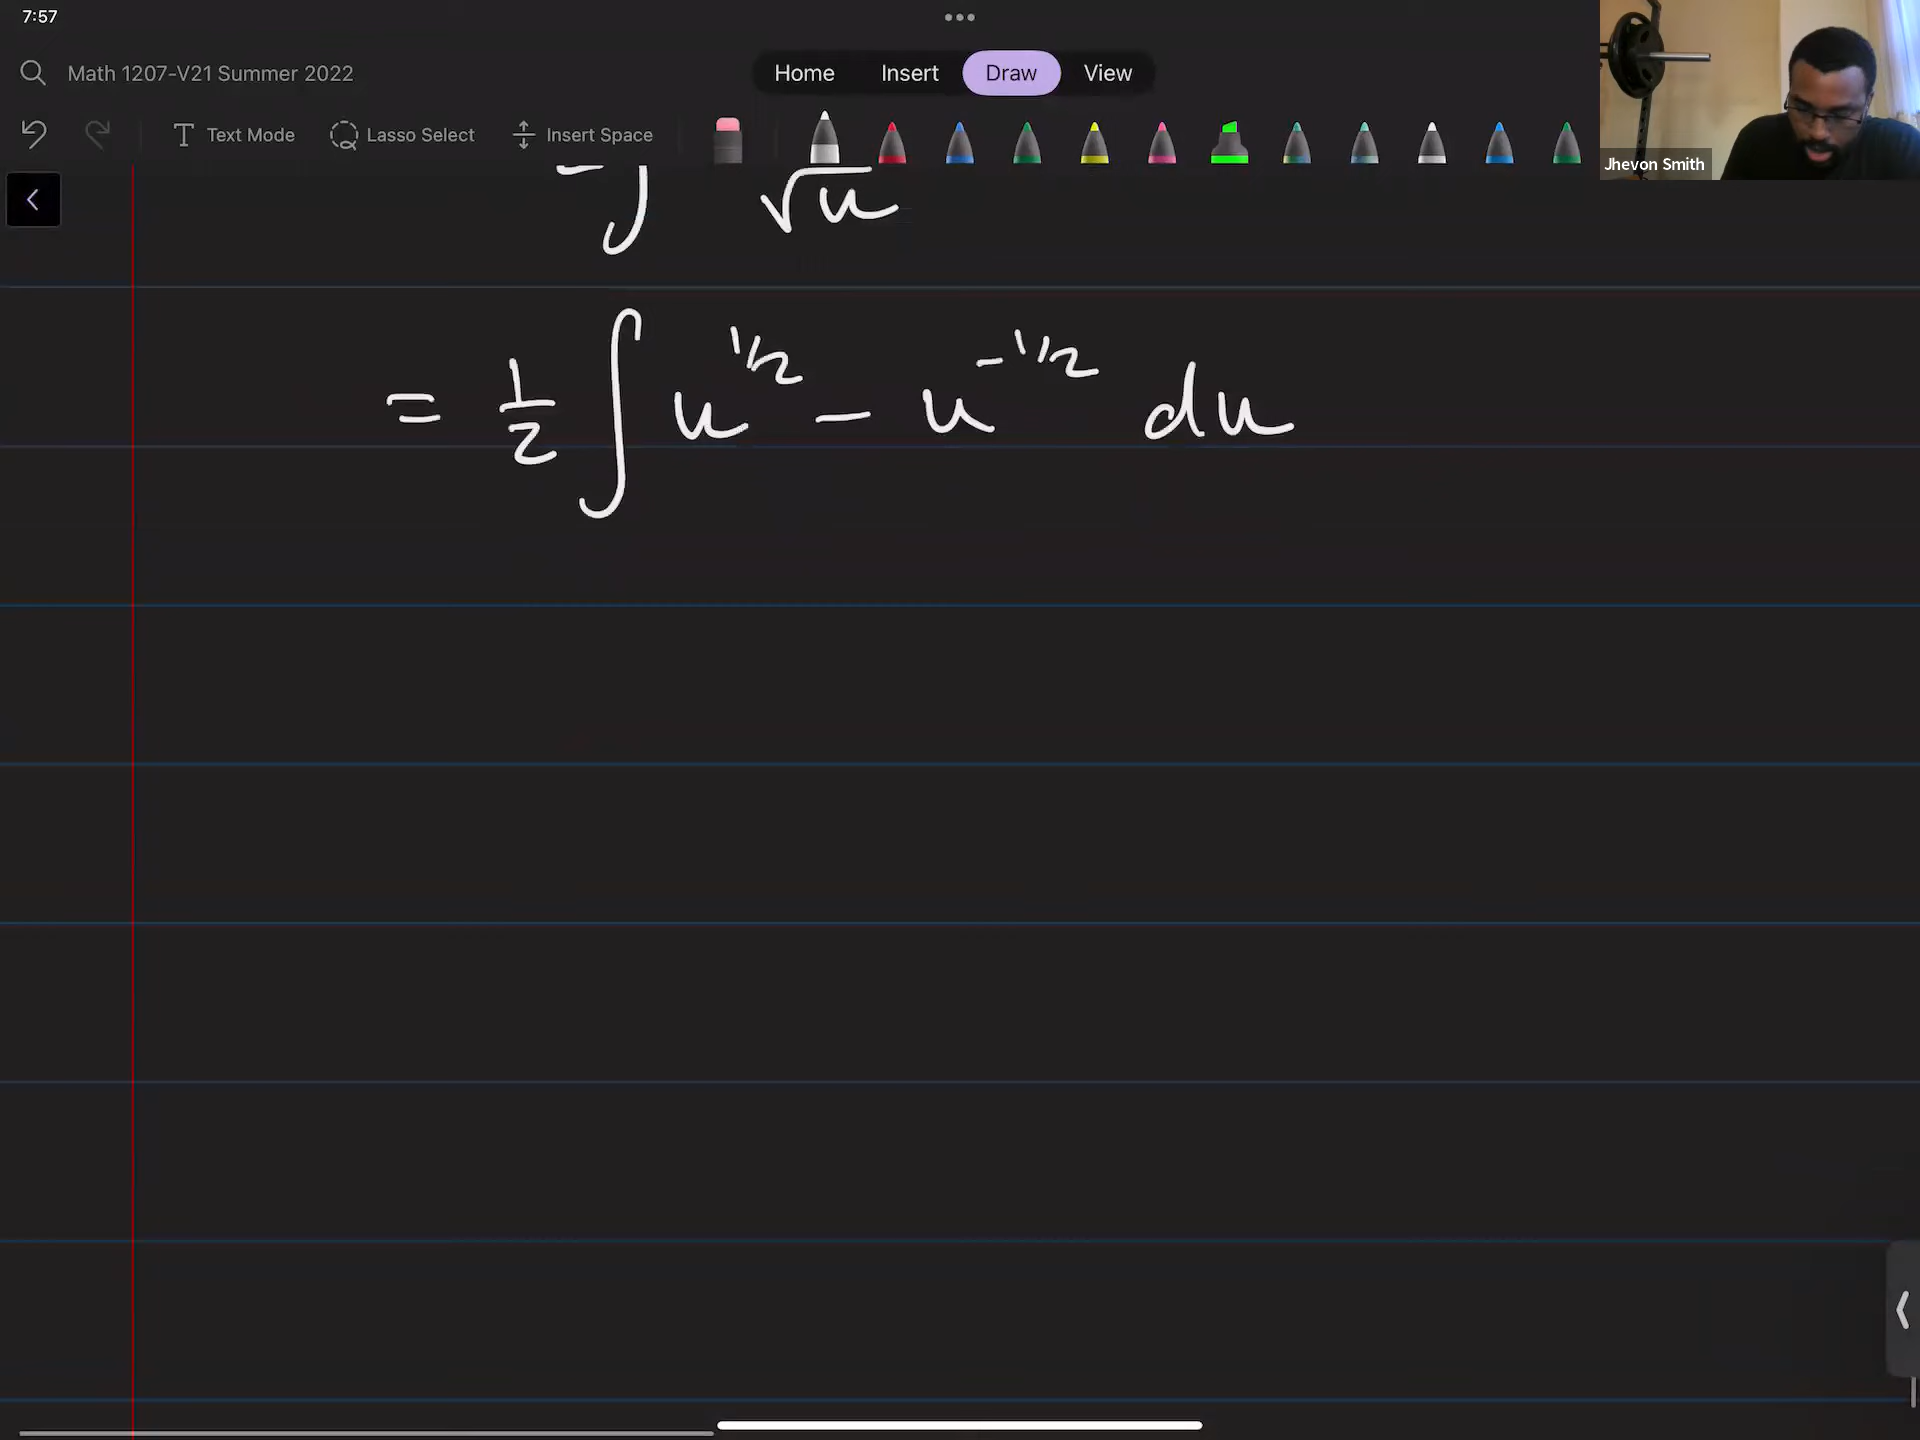 7:57
Math 1207-V21 Summer 2022
Home Insert Draw View
Text Mode Lasso Select Insert Space
Jhevon Smith
√u
= 1/2 ∫ u^{1/2} − u^{-1/2} du